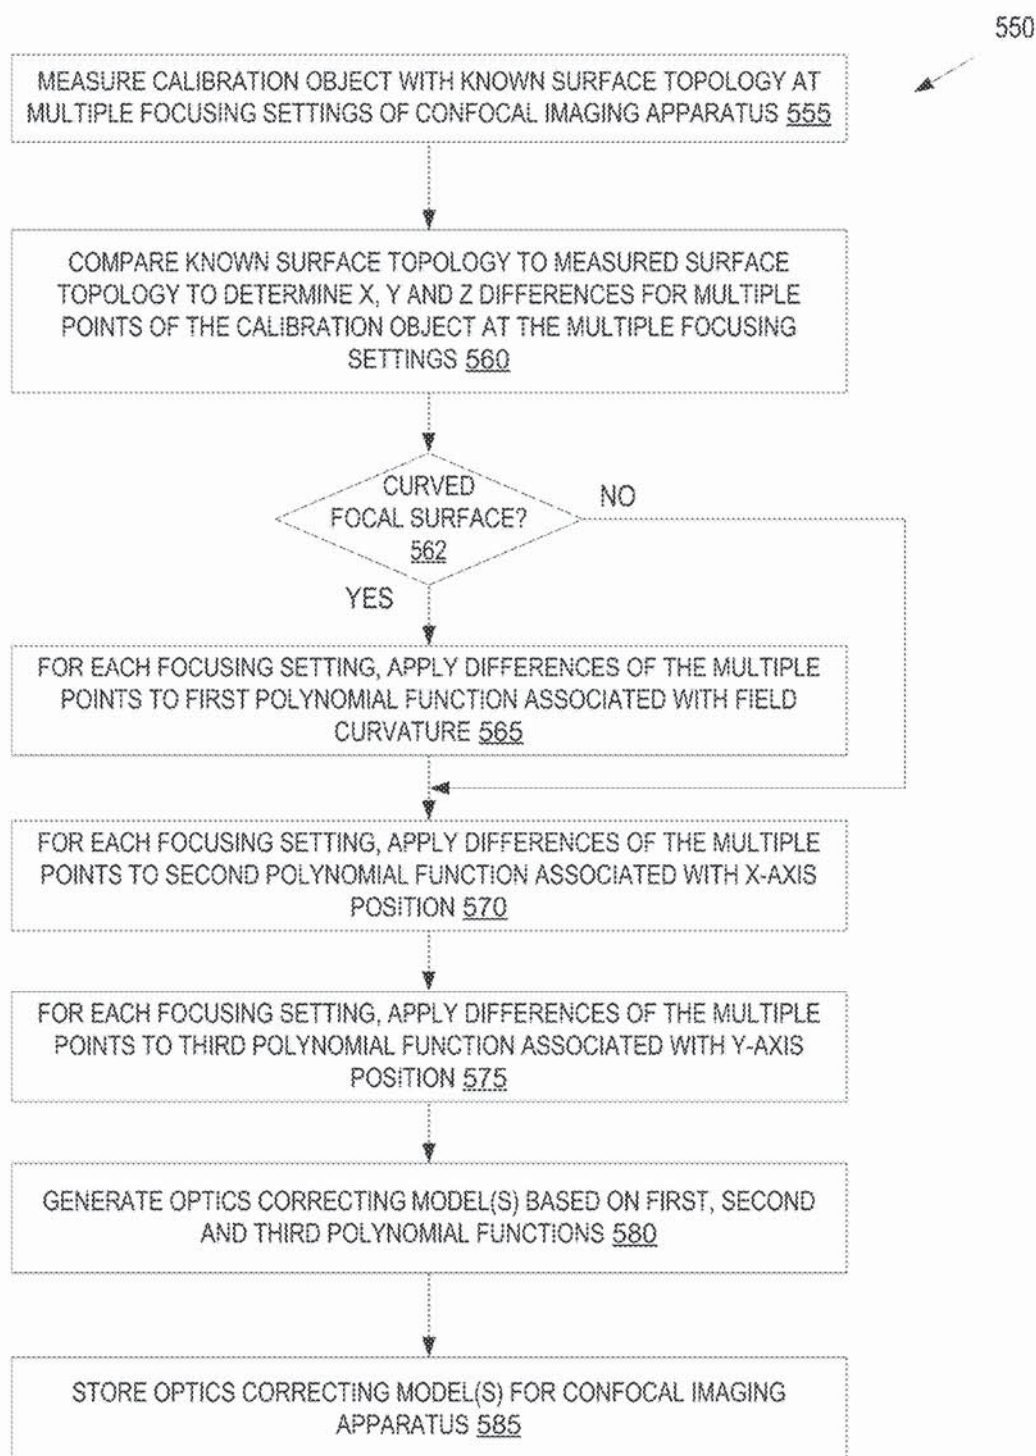 550
MEASURE CALIBRATION OBJECT WITH KNOWN SURFACE TOPOLOGY AT
MULTIPLE FOCUSING SETTINGS OF CONFOCAL IMAGING APPARATUS 555
COMPARE KNOWN SURFACE TOPOLOGY TO MEASURED SURFACE
TOPOLOGY TO DETERMINE X, Y AND Z DIFFERENCES FOR MULTIPLE
POINTS OF THE CALIBRATION OBJECT AT THE MULTIPLE FOCUSING
SETTINGS 560
CURVED
FOCAL SURFACE?
562
NO
YES
FOR EACH FOCUSING SETTING, APPLY DIFFERENCES OF THE MULTIPLE
POINTS TO FIRST POLYNOMIAL FUNCTION ASSOCIATED WITH FIELD
CURVATURE 565
FOR EACH FOCUSING SETTING, APPLY DIFFERENCES OF THE MULTIPLE
POINTS TO SECOND POLYNOMIAL FUNCTION ASSOCIATED WITH X-AXIS
POSITION 570
FOR EACH FOCUSING SETTING, APPLY DIFFERENCES OF THE MULTIPLE
POINTS TO THIRD POLYNOMIAL FUNCTION ASSOCIATED WITH Y-AXIS
POSITION 575
GENERATE OPTICS CORRECTING MODEL(S) BASED ON FIRST, SECOND
AND THIRD POLYNOMIAL FUNCTIONS 580
STORE OPTICS CORRECTING MODEL(S) FOR CONFOCAL IMAGING
APPARATUS 585